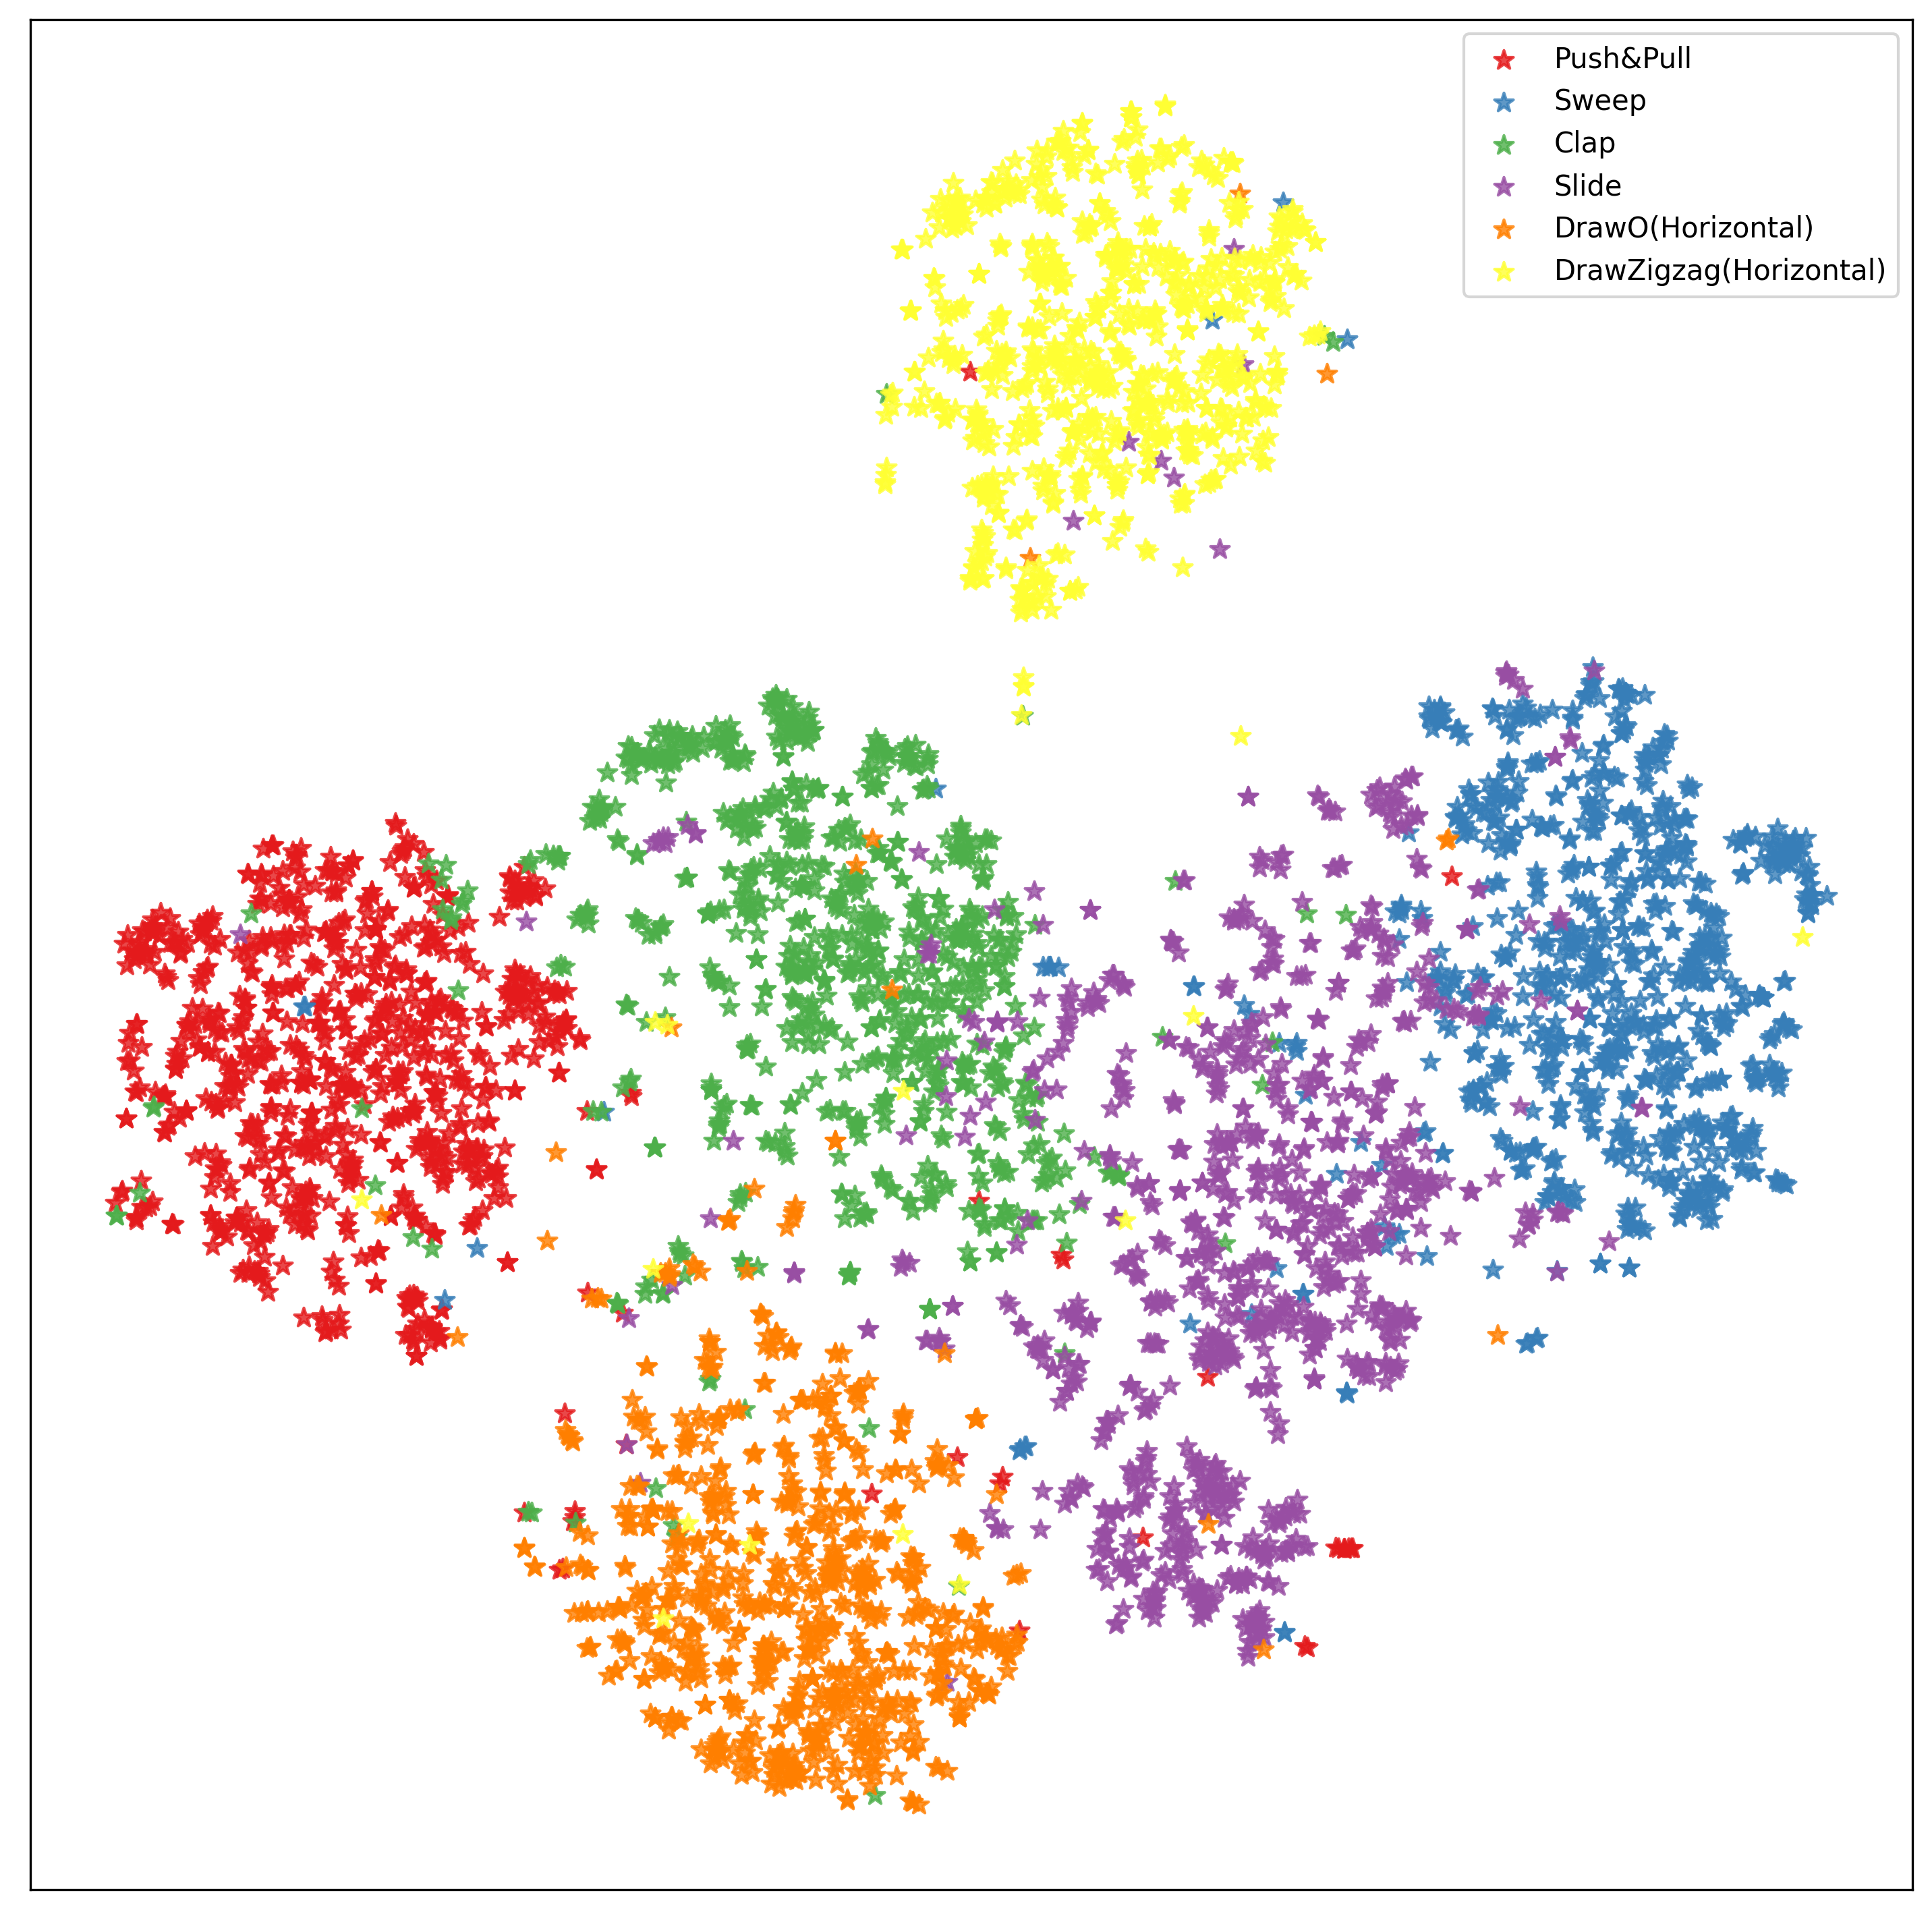 Push&Pull
Sweep
Clap
Slide
DrawO(Horizontal)
DrawZigzag(Horizontal)